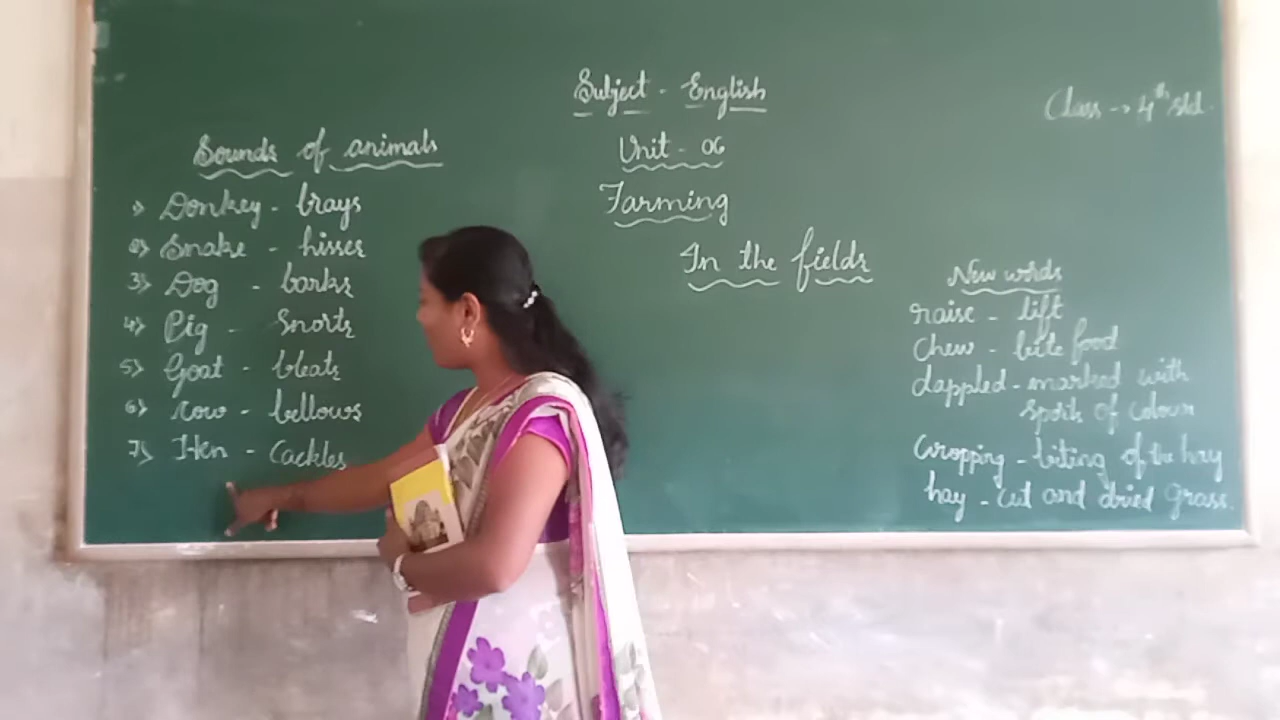 Subject - English
Class → 4th std.
Unit - 06
Farming
In the fields
Sounds of animals
1) Donkey - brays
2) Snake - hisses
3) Dog - barks
4) Pig - Snorts
5) Goat - bleats
6) Cow - bellows
7) Hen - Cackles
New words
raise - lift
Chew - bite food
dappled - marked with
spots of colour
Cropping - biting of the hay
hay - cut and dried grass.